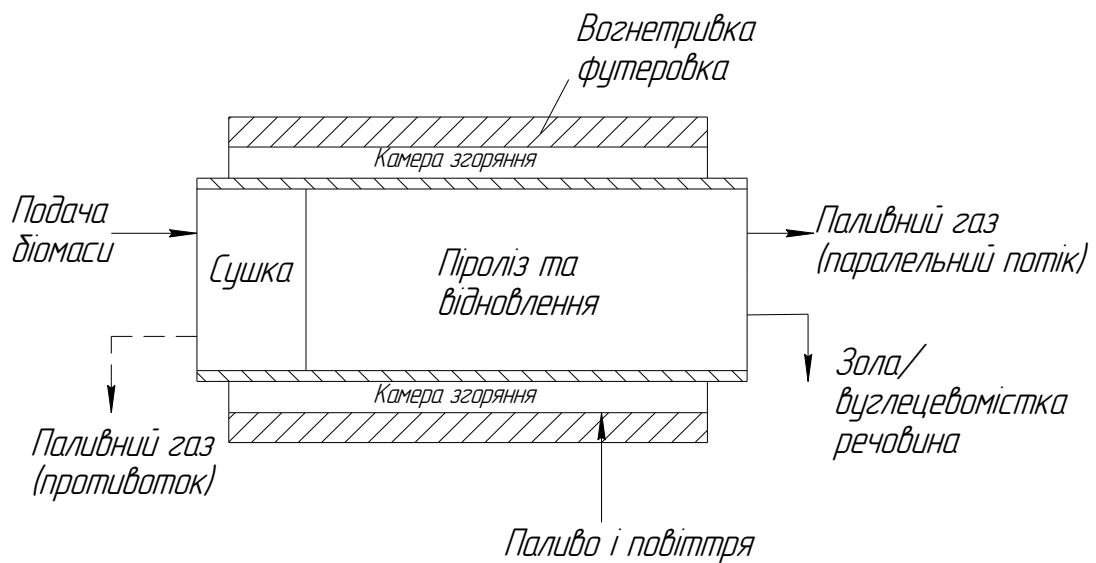 Вогнетривка
футеровка
Камера згоряння
Подача
біомаси
Сушка
Піроліз та
відновлення
Паливний газ
(паралельний потік)
Камера згоряння
Зола/
вуглецевомістка
речовина
Паливний газ
(противоток)
Паливо і повіття